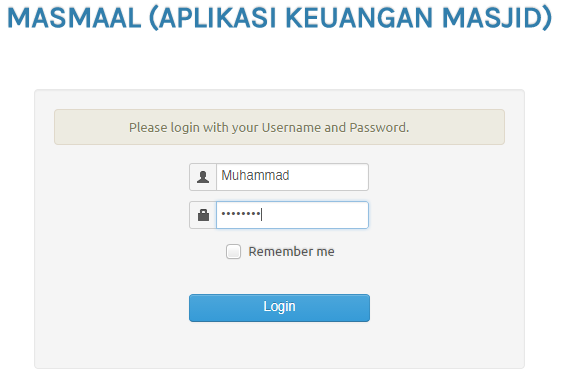 MASMAAL (APLIKASI KEUANGAN MASJID)
Please login with your Username and Password.
Muhammad
••••••••
Remember me
Login